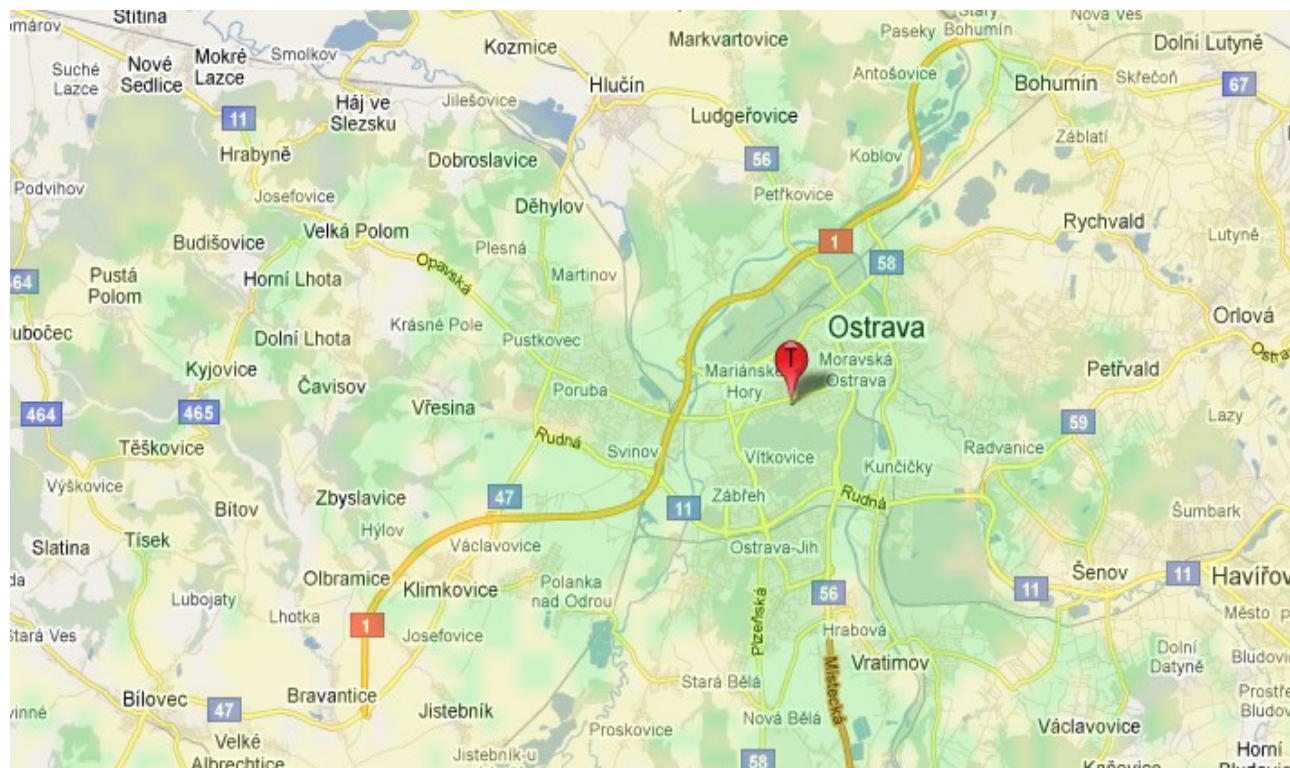 Štítina
Stary
Nová Ves
Kozmice
Markvartovice
Paseky
Bohumín
Dolní Lutyně
Mokré
Lazce
Smolkov
Nové
Sedlice
Suché
Lazce
Antošovice
Bohumín
Skřečoň
67
Hlučín
Háj ve
Slezsku
Jilešovice
11
Ludgeřovice
Záblatí
Hrabyně
Dobroslavice
56
Koblov
Podvihov
Josefovice
Petřkovice
Děhylov
Rychvald
Velká Polom
Budišovice
Plesná
1
Lutyně
Opavská
58
Pustá
Polom
Horní Lhota
Martinov
Orlová
Krásné Pole
Ostrava
Dolní Lhota
Pustkovec
T
Kyjovice
Mariánské
Hory
Moravská
Ostrava
Petřvald
Čavisov
Poruba
464
465
Vřesina
Lazy
59
Těškovice
Rudná
Svinov
Vítkovice
Kunčičky
Radvanice
Výškovice
Zbyslavice
47
Zábřeh
Rudná
Bítov
11
Šumbark
Hýlov
Slatina
Tísek
Václavovice
Ostrava-Jih
Olbramice
Klimkovice
Polanka
nad Odrou
56
11
Šenov
11
Lubojaty
Lhotka
Plzeňská
1
Josefovice
Hrabová
Stará Ves
Dolní
Datyně
Vratimov
Místecká
Bílovec
Bravantice
Stará Bělá
47
Jistebník
Nová Bělá
Proskovice
Václavovice
Velké
Albrechtice
Jistebník-u
58
Horní